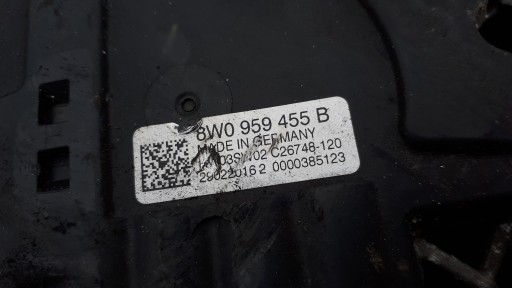 8W0 959 455 B
MADE IN GERMANY
C26748-120
29022016 2 0000385123